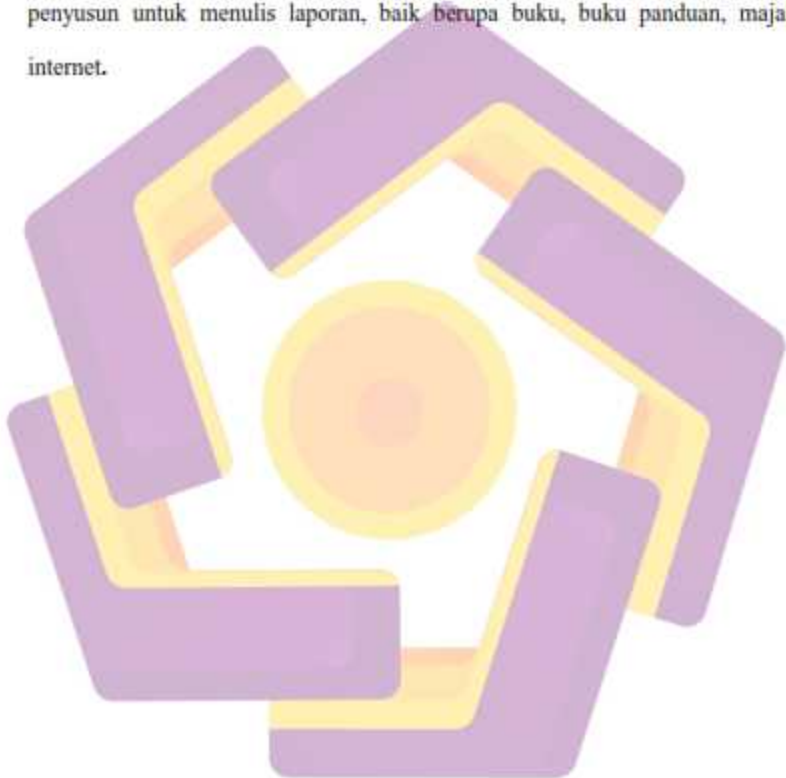 penyusun untuk menulis laporan, baik berupa buku, buku panduan, maja
internet.